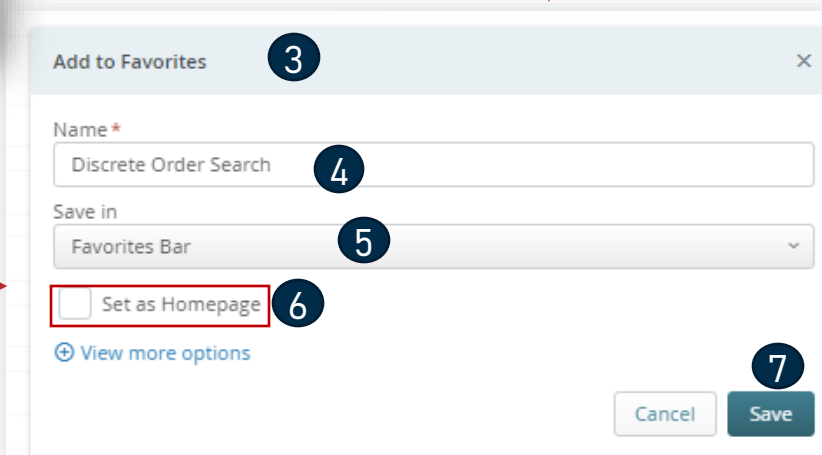 Add to Favorites 3 ×
Name*
Discrete Order Search 4
Save in
Favorites Bar 5
Set as Homepage 6
View more options
7
Cancel Save